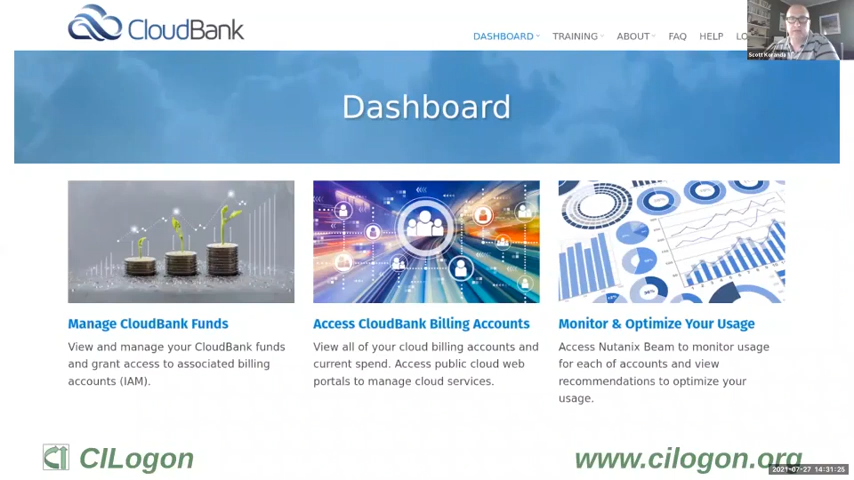 CloudBank
DASHBOARD TRAINING ABOUT FAQ HELP
Scott Koranda
Dashboard
Manage CloudBank Funds
View and manage your CloudBank funds
and grant access to associated billing
accounts (IAM).
Access CloudBank Billing Accounts
View all of your cloud billing accounts and
current spend. Access public cloud web
portals to manage cloud services.
Monitor & Optimize Your Usage
Access Nutanix Beam to monitor usage
for each of accounts and view
recommendations to optimize your
usage.
CILogon
www.cilogon.org
2021-07-27 14:31:25